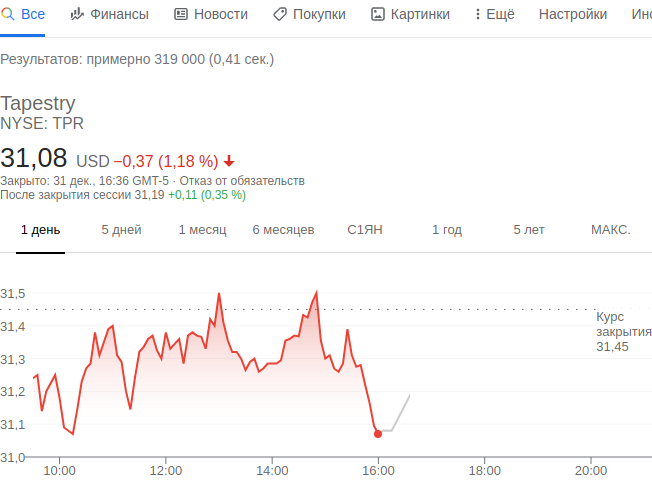 Все Финансы Новости Покупки Картинки Ещё Настройки
Результатов: примерно 319 000 (0,41 сек.)
Tapestry
NYSE: TPR
31,08 USD −0,37 (1,18 %)
Закрыто: 31 дек., 16:36 GMT-5 · Отказ от обязательств
После закрытия сессии 31,19 +0,11 (0,35 %)
1 день 5 дней 1 месяц 6 месяцев С1ЯН 1 год 5 лет МАКС.
31,5
Курс
31,4
закрытия
31,45
31,3
31,2
31,1
31,0
10:00 12:00 14:00 16:00 18:00 20:00